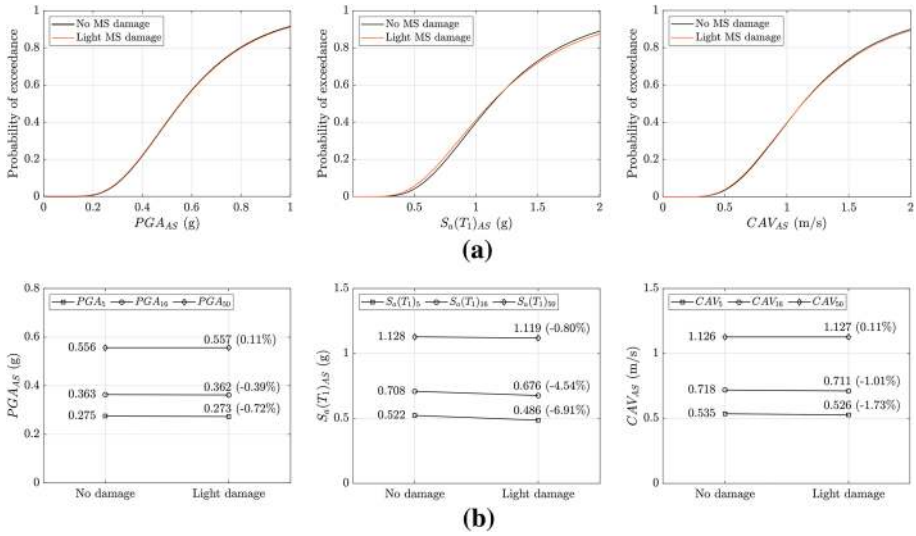 No MS damage
Light MS damage
Probability of exceedance
1
0.8
0.6
0.4
0.2
0
0 0.2 0.4 0.6 0.8 1
PGA_AS (g)
No MS damage
Light MS damage
Probability of exceedance
1
0.8
0.6
0.4
0.2
0
0.5 1 1.5 2
S_a(T_1)_AS (g)
No MS damage
Light MS damage
Probability of exceedance
1
0.8
0.6
0.4
0.2
0
0 0.5 1 1.5 2
CAV_AS (m/s)
(a)
PGA_5 PGA_16 PGA_50
PGA_AS (g)
0.8
0.6
0.4
0.2
0
0.556 0.557 (0.11%)
0.363 0.362 (-0.39%)
0.275 0.273 (-0.72%)
No damage Light damage
S_a(T_1)_5 S_a(T_1)_16 S_a(T_1)_50
S_a(T_1)_AS (g)
1.5
1
0.5
0
1.128 1.119 (-0.80%)
0.708 0.676 (-4.54%)
0.522 0.486 (-6.91%)
No damage Light damage
CAV_5 CAV_16 CAV_50
CAV_AS (m/s)
1.5
1
0.5
0
1.126 1.127 (0.11%)
0.718 0.711 (-1.01%)
0.535 0.526 (-1.73%)
No damage Light damage
(b)